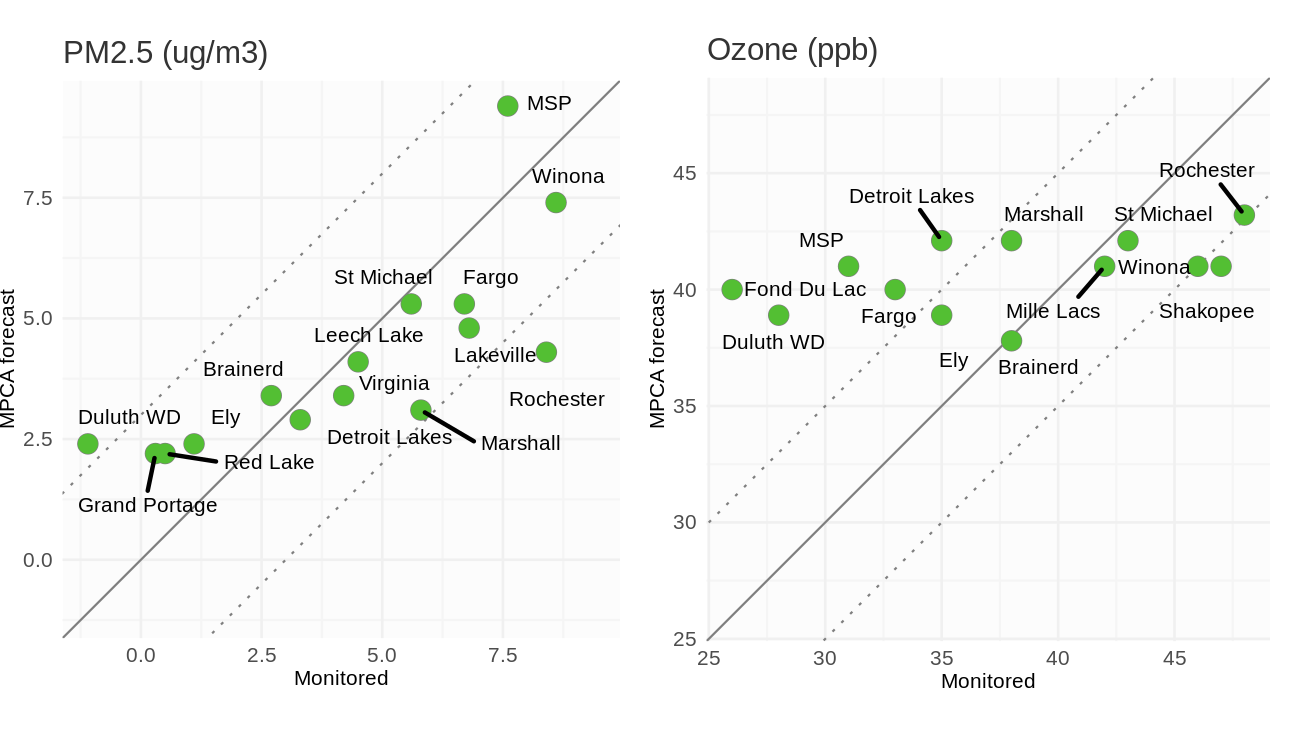 PM2.5 (ug/m3)
MPCA forecast
7.5
5.0
2.5
0.0
MSP
Winona
St Michael
Fargo
Leech Lake
Lakeville
Brainerd
Virginia
Rochester
Duluth WD
Ely
Detroit Lakes
Marshall
Red Lake
Grand Portage
0.0 2.5 5.0 7.5
Monitored
Ozone (ppb)
MPCA forecast
45
40
35
30
25
Rochester
Detroit Lakes
Marshall
St Michael
MSP
Winona
Fond Du Lac
Mille Lacs
Shakopee
Fargo
Duluth WD
Ely
Brainerd
25 30 35 40 45
Monitored